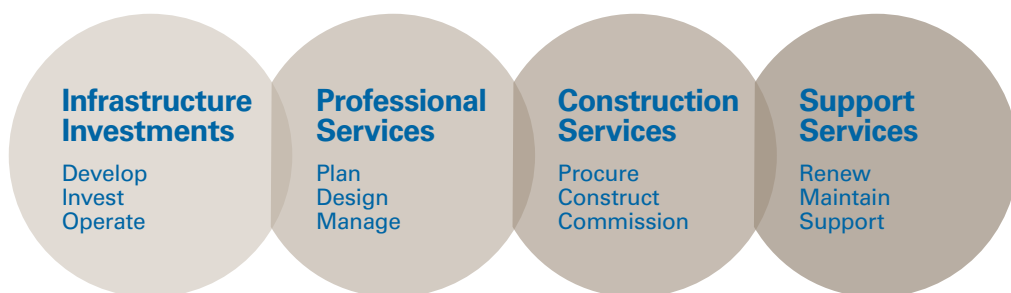 Infrastructure
Investments
Develop
Invest
Operate
Professional
Services
Plan
Design
Manage
Construction
Services
Procure
Construct
Commission
Support
Services
Renew
Maintain
Support